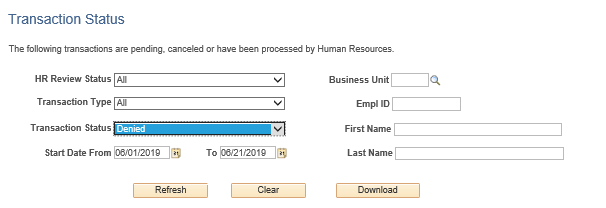 Transaction Status
The following transactions are pending, canceled or have been processed by Human Resources.
HR Review Status All Business Unit
Transaction Type All Empl ID
Transaction Status Denied First Name
Start Date From 06/01/2019 To 06/21/2019 Last Name
Refresh Clear Download